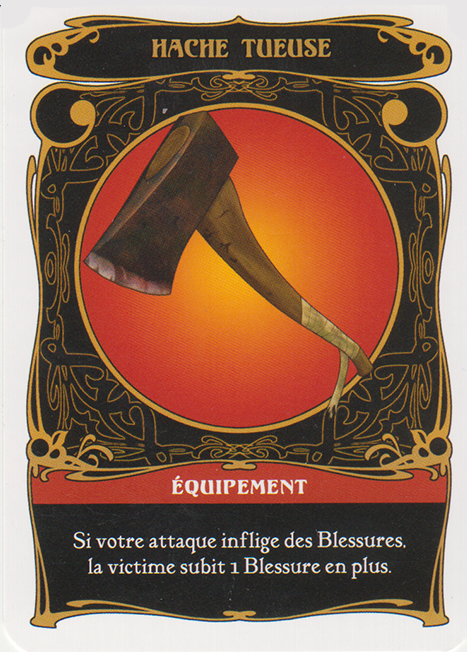 HACHE TUEUSE
ÉQUIPEMENT
Si votre attaque inflige des Blessures,
la victime subit 1 Blessure en plus.